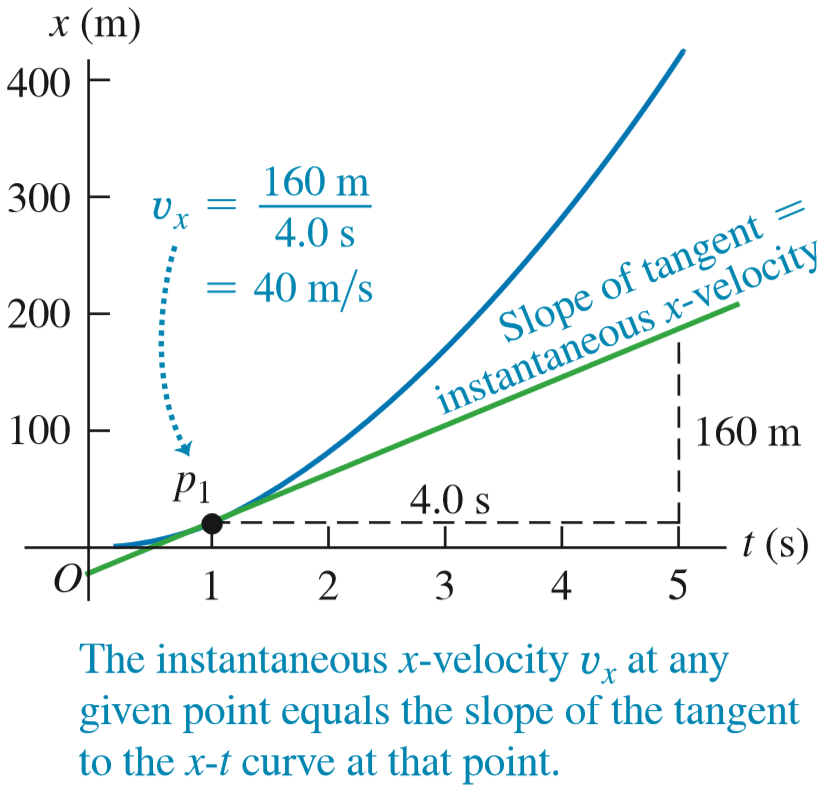 x (m)
400
300
200
100
O
v_x = 160 m
4.0 s
= 40 m/s
Slope of tangent =
instantaneous x-velocity
160 m
4.0 s
p1
1 2 3 4 5
t (s)
The instantaneous x-velocity v_x at any
given point equals the slope of the tangent
to the x-t curve at that point.